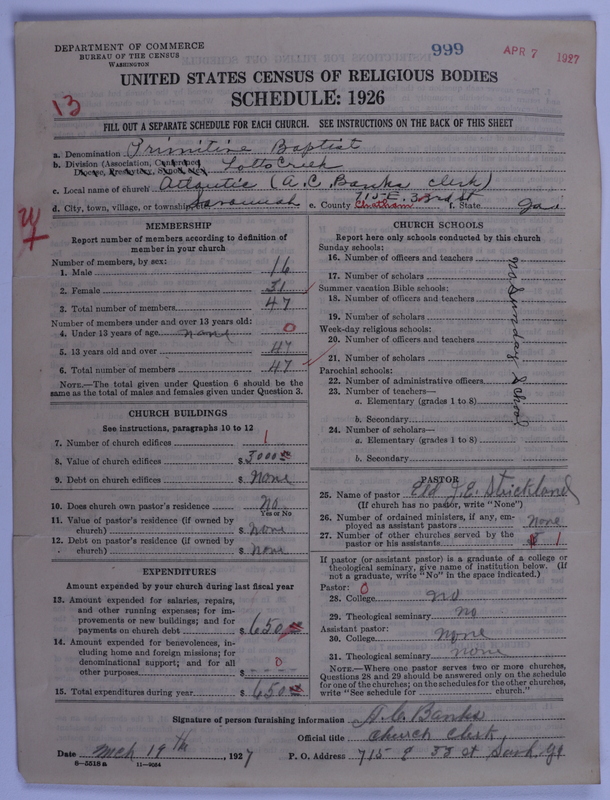 DEPARTMENT OF COMMERCE
BUREAU OF THE CENSUS
WASHINGTON
999
APR 7 1927
UNITED STATES CENSUS OF RELIGIOUS BODIES
SCHEDULE: 1926
13
FILL OUT A SEPARATE SCHEDULE FOR EACH CHURCH. SEE INSTRUCTIONS ON THE BACK OF THIS SHEET
a. Denomination Primitive Baptist
b. Division (Association, Conference, Diocese, Presbytery, Synod, etc.) Lotts Creek
c. Local name of church Atlantic (A.C. Banks clerk)
715 E. 33rd St
d. City, town, village, or township Savannah e. County Chatham f. State Ga.
MEMBERSHIP
Report number of members according to definition of
member in your church
Number of members, by sex:
1. Male 16
2. Female 31
3. Total number of members 47
Number of members under and over 13 years old:
4. Under 13 years of age none 0
5. 13 years old and over 47
6. Total number of members 47
NOTE.—The total given under Question 6 should be the
same as the total of males and females given under Question 3.
CHURCH BUILDINGS
See instructions, paragraphs 10 to 12
7. Number of church edifices 1
8. Value of church edifices $3000.00
9. Debt on church edifices $ None
10. Does church own pastor's residence No
Yes or No
11. Value of pastor's residence (if owned by
church) $ None
12. Debt on pastor's residence (if owned by
church) $ None
EXPENDITURES
Amount expended by your church during last fiscal year
13. Amount expended for salaries, repairs,
and other running expenses; for im-
provements or new buildings; and for
payments on church debt $650.00
14. Amount expended for benevolences, in-
cluding home and foreign missions; for
denominational support; and for all
other purposes $ 0
15. Total expenditures during year $650.00
CHURCH SCHOOLS
Report here only schools conducted by this church
Sunday schools:
16. Number of officers and teachers
17. Number of scholars
Summer vacation Bible schools:
18. Number of officers and teachers
19. Number of scholars
Week-day religious schools:
20. Number of officers and teachers
21. Number of scholars
Parochial schools:
22. Number of administrative officers
23. Number of teachers—
a. Elementary (grades 1 to 8)
b. Secondary
24. Number of scholars—
a. Elementary (grades 1 to 8)
b. Secondary
No Sunday School
PASTOR
25. Name of pastor Eld J.E. Strickland
(If church has no pastor, write "None")
26. Number of ordained ministers, if any, em-
ployed as assistant pastors None
27. Number of other churches served by the
pastor or his assistants 1
If pastor (or assistant pastor) is a graduate of a college or
theological seminary, give name of institution below. (If
not a graduate, write "No" in the space indicated.)
Pastor: 0
28. College no
29. Theological seminary no
Assistant pastor:
30. College none
31. Theological seminary none
NOTE.—Where one pastor serves two or more churches,
Questions 28 and 29 should be answered only on the schedule
for one of the churches; on the schedules for the other churches,
write "See schedule for church."
Signature of person furnishing information A.C. Banks
Official title Church Clerk
Date Mch 19th, 1927 P. O. Address 715 E 33 st Savh. Ga
8—5518 a 11—9064